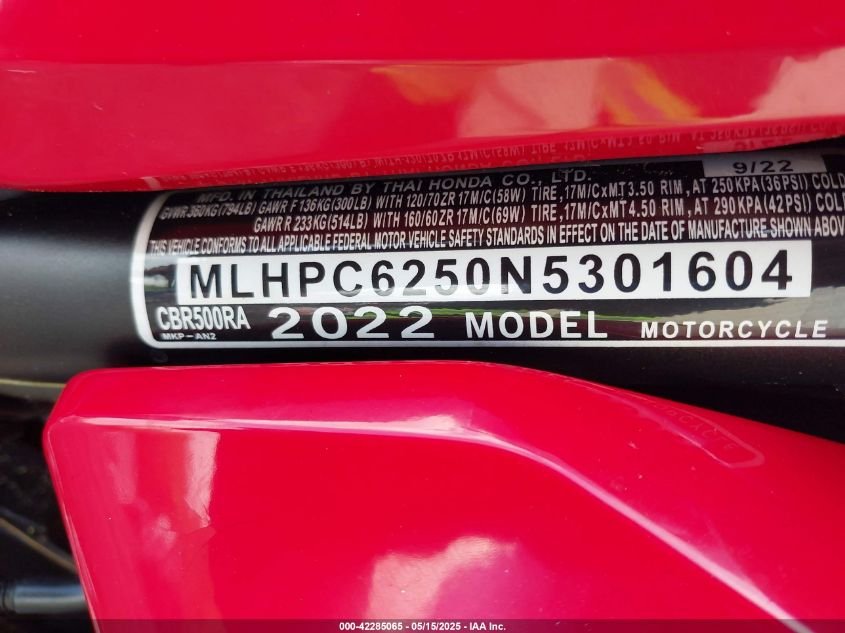 9/22
MFD. IN THAILAND BY THAI HONDA CO., LTD.
GVWR 360KG(794LB) GAWR F 136KG(300LB) WITH 120/70ZR 17M/C(58W) TIRE,17M/CxMT3.50 RIM, AT 250KPA(36PSI) COLD
GAWR R 233KG(514LB) WITH 160/60ZR 17M/C(69W) TIRE,17M/CxMT4.50 RIM, AT 290KPA(42PSI) COLD
THIS VEHICLE CONFORMS TO ALL APPLICABLE FEDERAL MOTOR VEHICLE SAFETY STANDARDS IN EFFECT ON THE DATE OF MANUFACTURE SHOWN ABOVE
MLHPC6250N5301604
CBR500RA 2022 MODEL MOTORCYCLE
MKP-AN2
000-42285065 - 05/15/2025 - IAA Inc.